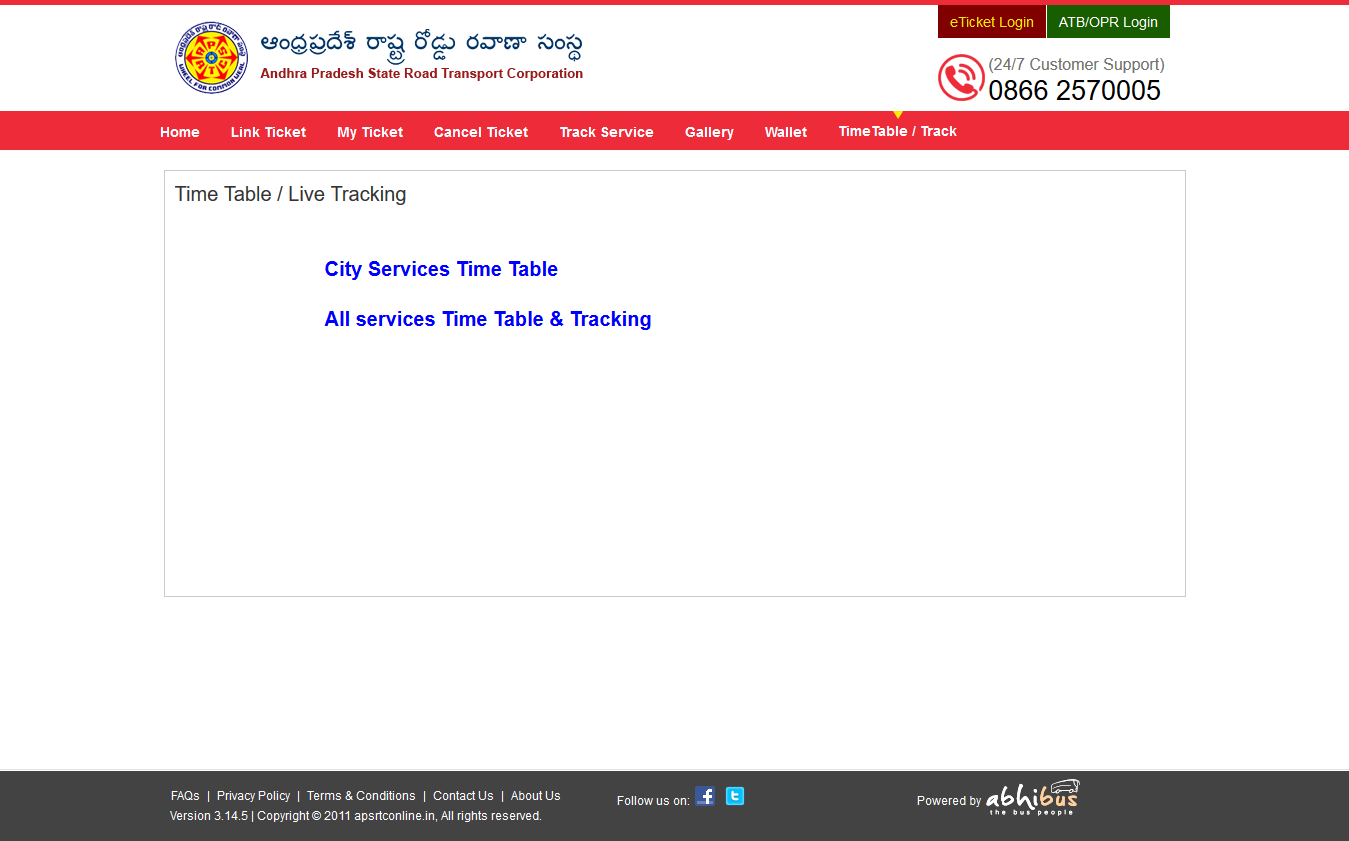 eTicket Login ATB/OPR Login
ఆంధ్రప్రదేశ్ రాష్ట్ర రోడ్డు రవాణా సంస్థ
Andhra Pradesh State Road Transport Corporation
(24/7 Customer Support)
0866 2570005
Home Link Ticket My Ticket Cancel Ticket Track Service Gallery Wallet TimeTable / Track
Time Table / Live Tracking
City Services Time Table
All services Time Table & Tracking
FAQs | Privacy Policy | Terms & Conditions | Contact Us | About Us
Version 3.14.5 | Copyright © 2011 apsrtconline.in, All rights reserved.
Follow us on:
Powered by abhibus
the bus people